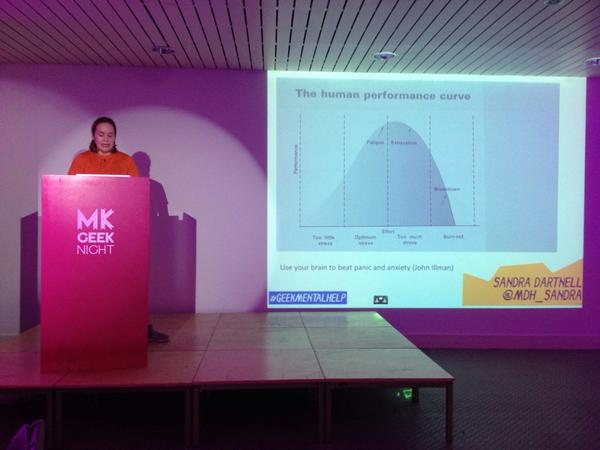 MK
GEEK
NIGHT
The human performance curve
Performance
Fatigue
Exhaustion
Breakdown
Effort
Too little
stress
Optimum
stress
Too much
stress
Burn-out
Use your brain to beat panic and anxiety (John Illman)
#GEEKMENTALHELP
SANDRA DARTNELL
@MDH_SANDRA